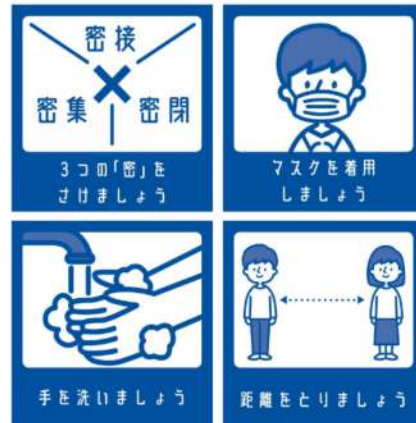 密接
密集
密閉
3つの「密」を
さけましょう
マスクを着用
しましょう
手を洗いましょう
距離をとりましょう